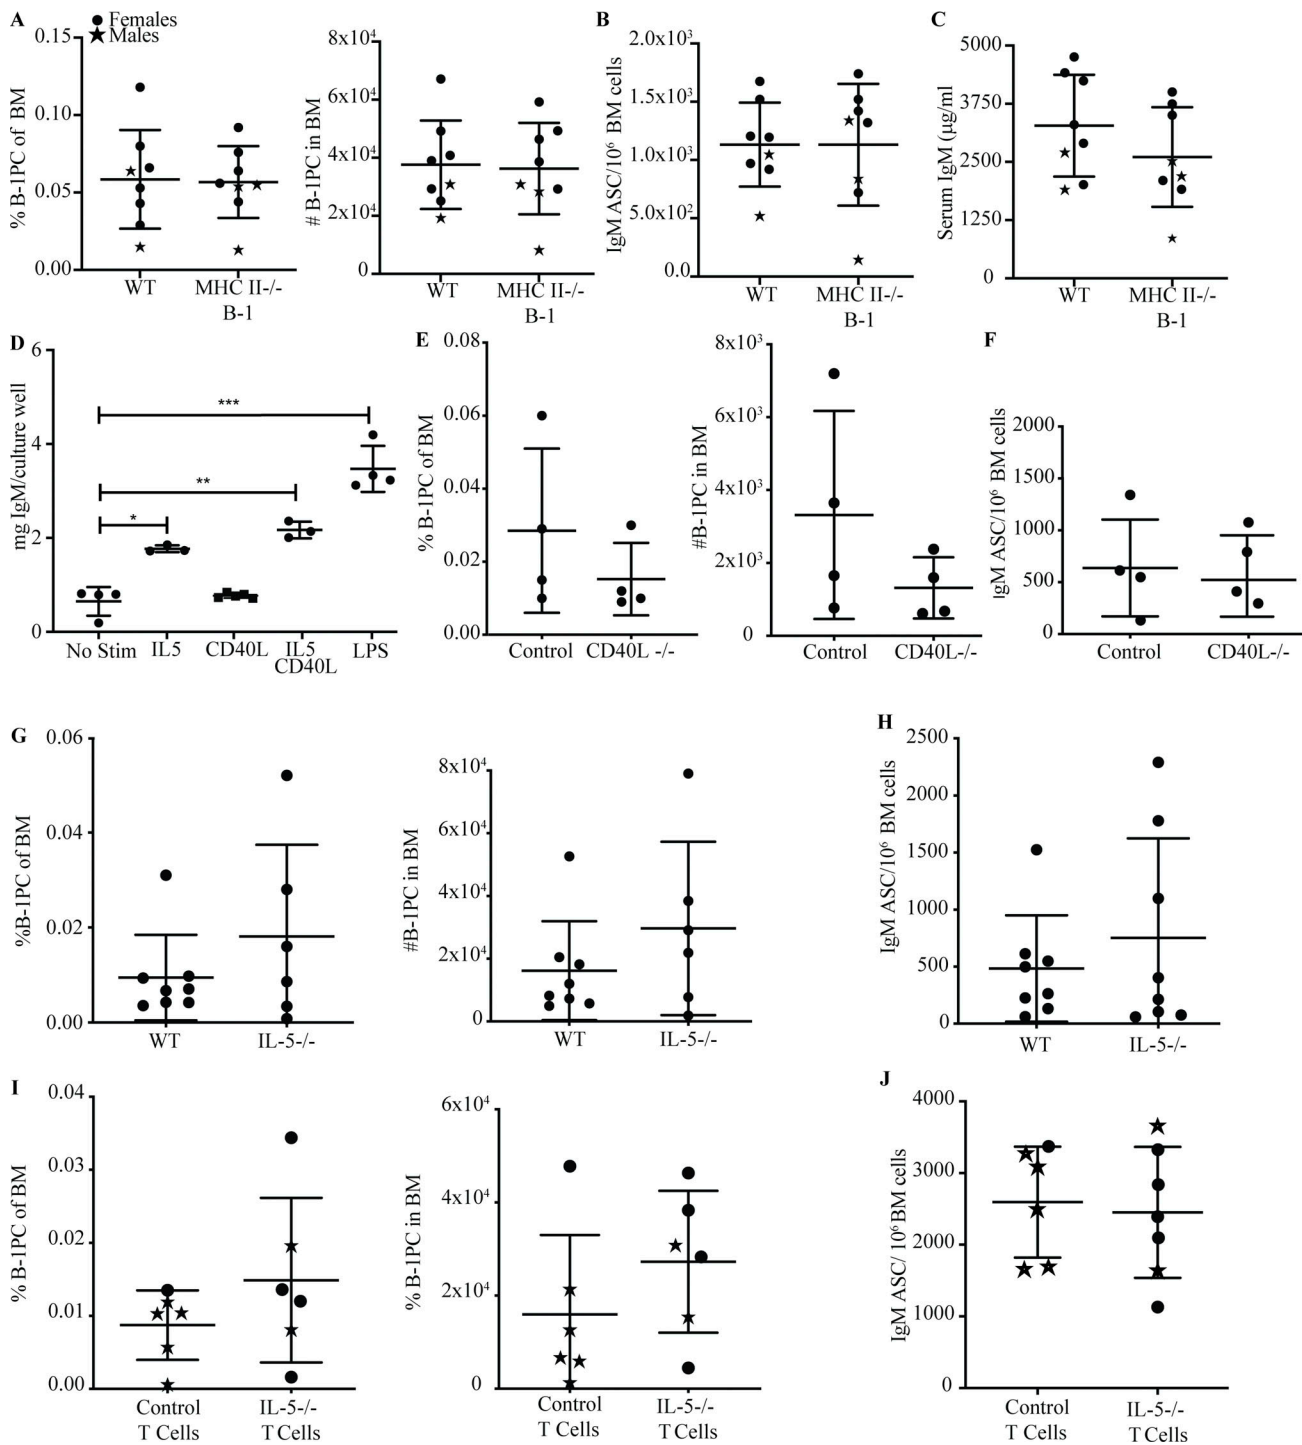 A
● Females
★ Males
% B-1PC of BM
0.15
0.10
0.05
0.00
WT
MHC II-/-
B-1
# B-1PC in BM
8x10⁴
6x10⁴
4x10⁴
2x10⁴
0
WT
MHC II-/-
B-1
B
IgM ASC/10⁶ BM cells
2.0x10³
1.5x10³
1.0x10³
5.0x10²
0.0
WT
MHC II-/-
B-1
C
Serum IgM (µg/ml)
5000
3750
2500
1250
0
WT
MHC II-/-
B-1
D
mg IgM/culture well
6
4
2
0
***
**
*
No Stim
IL5
CD40L
IL5
CD40L
LPS
E
% B-1PC of BM
0.08
0.06
0.04
0.02
0.00
Control
CD40L -/-
#B-1PC in BM
8x10³
6x10³
4x10³
2x10³
0
Control
CD40L-/-
F
IgM ASC/10⁶ BM cells
2000
1500
1000
500
0
Control
CD40L-/-
G
%B-1PC of BM
0.06
0.04
0.02
0.00
WT
IL-5-/-
#B-1PC in BM
8x10⁴
6x10⁴
4x10⁴
2x10⁴
0
WT
IL-5-/-
H
IgM ASC/10⁶ BM cells
2500
2000
1500
1000
500
0
WT
IL-5-/-
I
% B-1PC of BM
0.04
0.03
0.02
0.01
0.00
Control
T Cells
IL-5-/-
T Cells
% B-1PC in BM
6x10⁴
4x10⁴
2x10⁴
0
Control
T Cells
IL-5-/-
T Cells
J
IgM ASC/ 10⁶ BM cells
4000
3000
2000
1000
0
Control
T Cells
IL-5-/-
T Cells